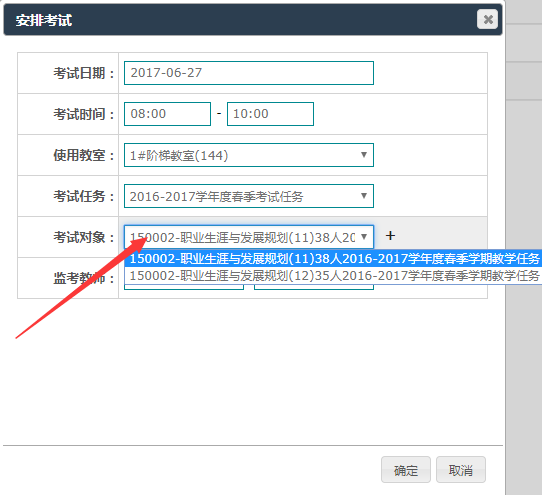 安排考试
考试日期： 2017-06-27
考试时间： 08:00 - 10:00
使用教室： 1#阶梯教室(144)
考试任务： 2016-2017学年度春季考试任务
考试对象： 150002-职业生涯与发展规划(11)38人20 +
150002-职业生涯与发展规划(11)38人2016-2017学年度春季学期教学任务
监考教师：
150002-职业生涯与发展规划(12)35人2016-2017学年度春季学期教学任务
确定 取消